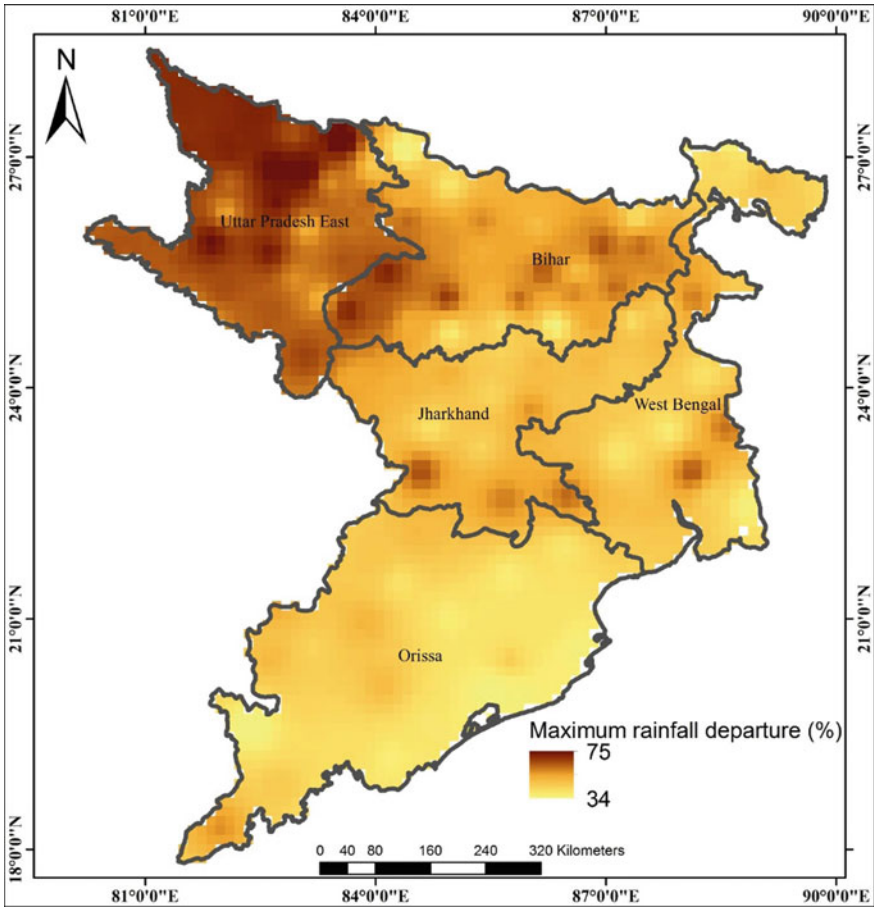 81°0'0"E 84°0'0"E 87°0'0"E 90°0'0"E
N
27°0'0"N 27°0'0"N
Uttar Pradesh East
Bihar
24°0'0"N 24°0'0"N
Jharkhand
West Bengal
21°0'0"N 21°0'0"N
Orissa
Maximum rainfall departure (%)
75
34
18°0'0"N 18°0'0"N
0 40 80 160 240 320 Kilometers
81°0'0"E 84°0'0"E 87°0'0"E 90°0'0"E